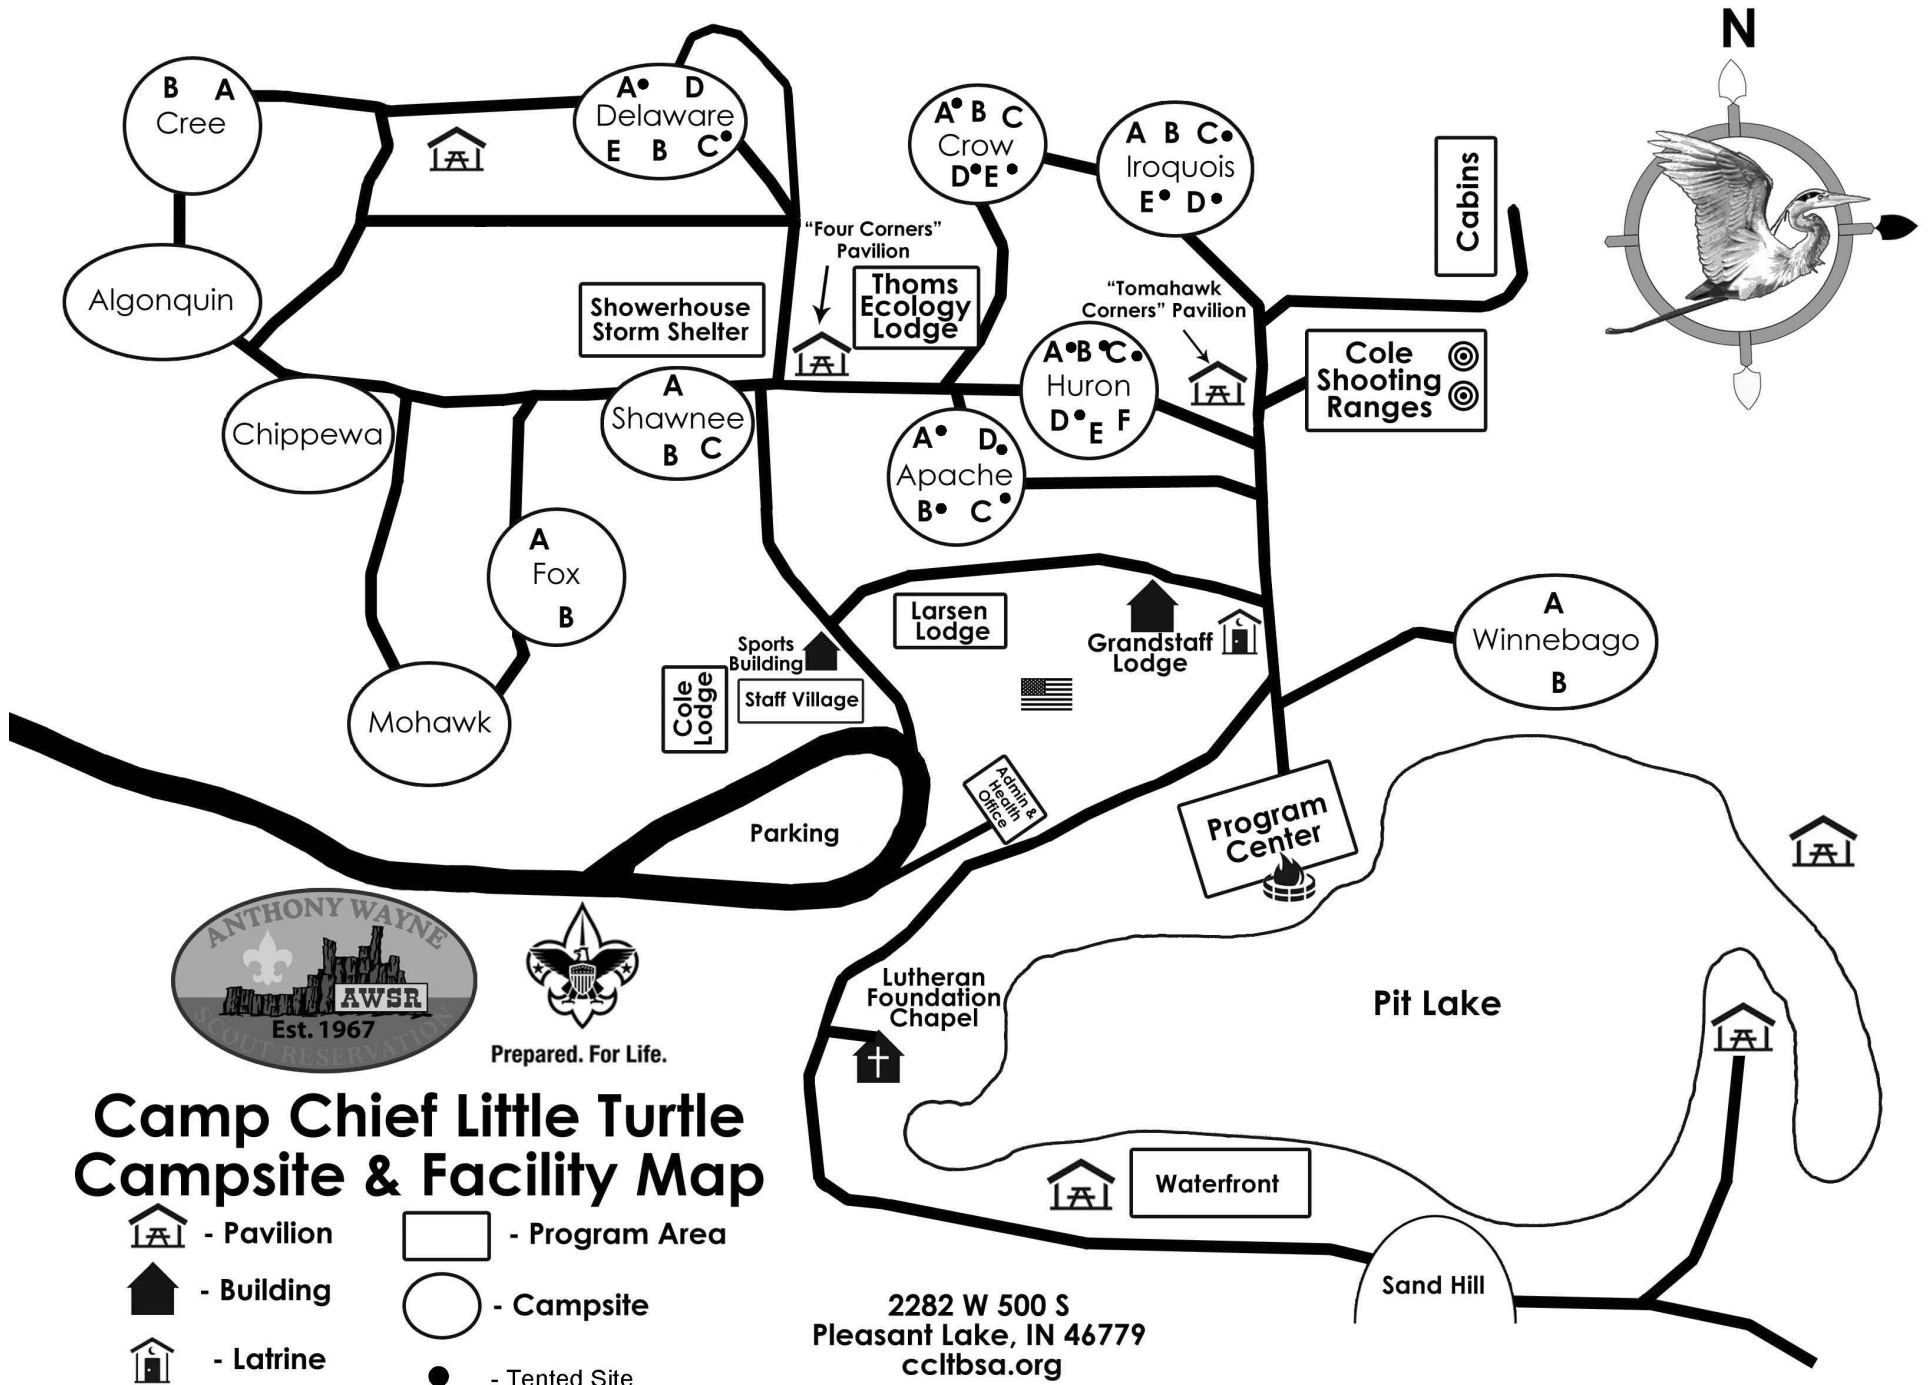 N
B A
Cree
A D
Delaware
E B C
A B C
Crow
D E
A B C
Iroquois
E D
Cabins
"Four Corners"
Pavilion
Algonquin
Showerhouse
Storm Shelter
Thoms
Ecology
Lodge
"Tomahawk
Corners" Pavilion
A B C
Huron
D E F
Cole
Shooting
Ranges
Chippewa
A
Shawnee
B C
A D
Apache
B C
A
Fox
B
Larsen
Lodge
Grandstaff
Lodge
A
Winnebago
B
Sports
Building
Staff Village
Cole
Lodge
Mohawk
Admin &
Health
Office
Parking
Program
Center
ANTHONY WAYNE
AWSR
Est. 1967
SCOUT RESERVATION
Prepared. For Life.
Lutheran
Foundation
Chapel
Pit Lake
Waterfront
Sand Hill
Camp Chief Little Turtle
Campsite & Facility Map
- Pavilion
- Program Area
- Building
- Campsite
- Latrine
- Tented Site
2282 W 500 S
Pleasant Lake, IN 46779
ccltbsa.org